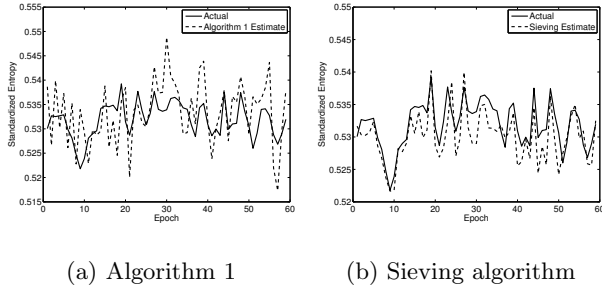 0.555
0.55
0.545
0.54
0.535
0.53
0.525
0.52
0.515
0 10 20 30 40 50 60
Epoch
Standardized Entropy
Actual
Algorithm 1 Estimate
(a) Algorithm 1
0.55
0.545
0.54
0.535
0.53
0.525
0.52
0 10 20 30 40 50 60
Epoch
Standardized Entropy
Actual
Sieving Estimate
(b) Sieving algorithm